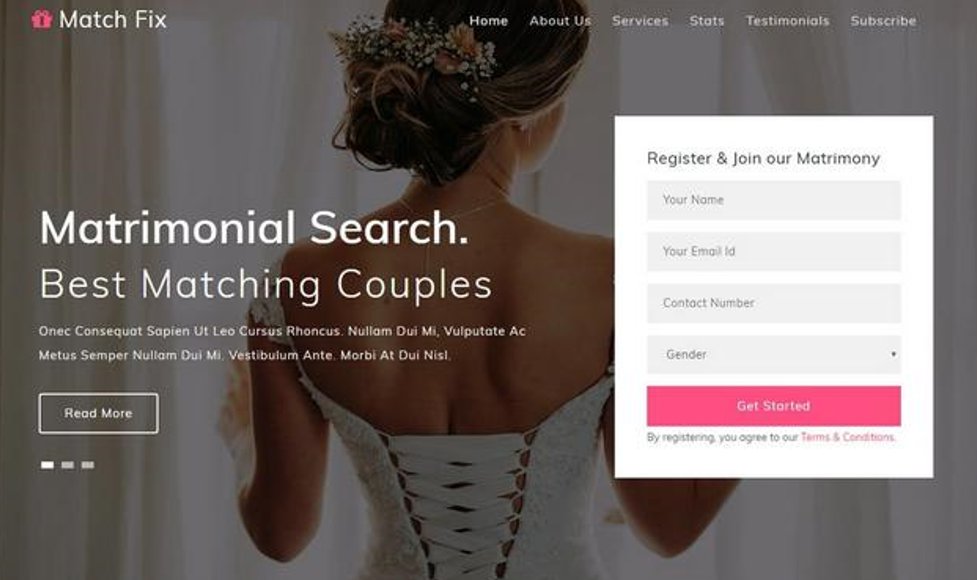 Match Fix
Home About Us Services Stats Testimonials Subscribe
Matrimonial Search.
Best Matching Couples
Onec Consequat Sapien Ut Leo Cursus Rhoncus. Nullam Dui Mi, Vulputate Ac
Metus Semper Nullam Dui Mi. Vestibulum Ante. Morbi At Dui Nisl.
Read More
Register & Join our Matrimony
Your Name
Your Email Id
Contact Number
Gender
Get Started
By registering, you agree to our Terms & Conditions.